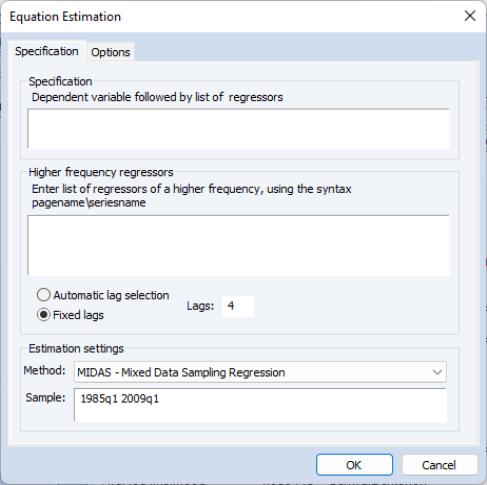 Equation Estimation
Specification Options
Specification
Dependent variable followed by list of regressors
Higher frequency regressors
Enter list of regressors of a higher frequency, using the syntax
pagename\seriesname
Automatic lag selection
Fixed lags
Lags: 4
Estimation settings
Method: MIDAS - Mixed Data Sampling Regression
Sample: 1985q1 2009q1
OK Cancel